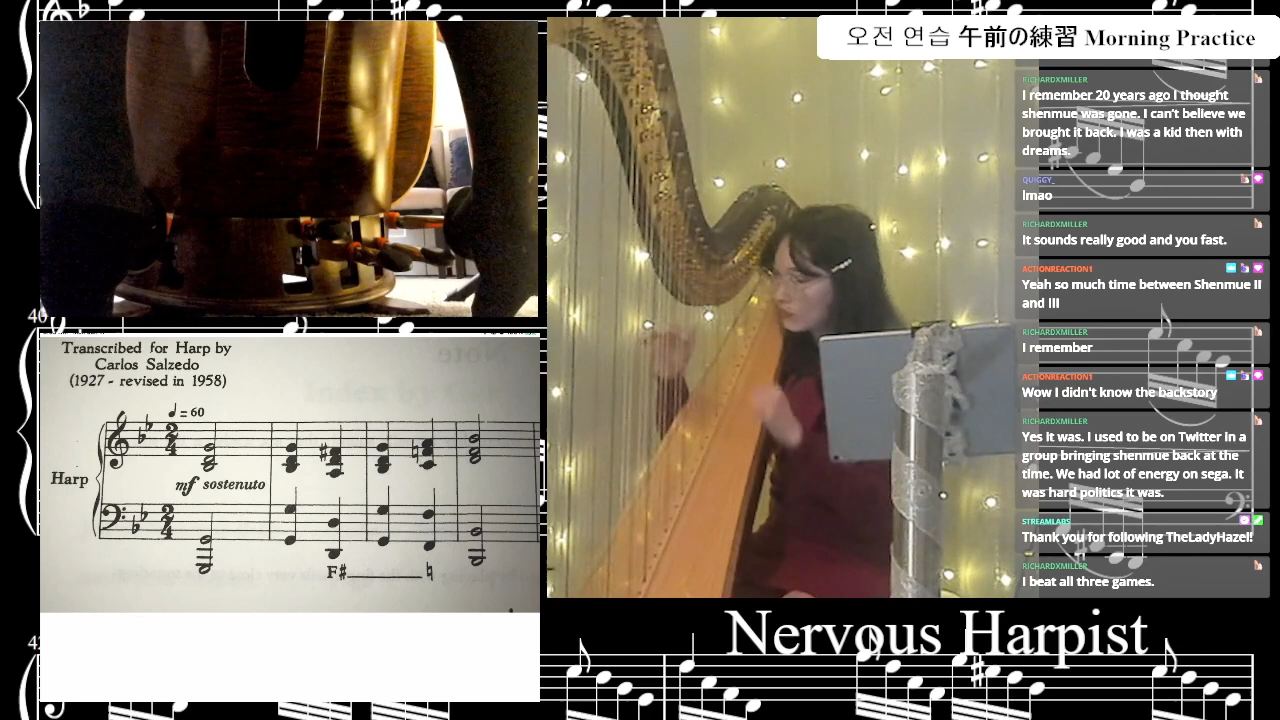 오전 연습 午前の練習 Morning Practice
RICHARDXMILLER
I remember 20 years ago I thought
shenmue was gone. I can't believe we
brought it back. I was a kid then with
dreams.
QUIGGY_
lmao
RICHARDXMILLER
It sounds really good and you fast.
ACTIONREACTION1
Yeah so much time between Shenmue II
and III
RICHARDXMILLER
I remember
ACTIONREACTION1
Wow I didn't know the backstory
RICHARDXMILLER
Yes it was. I used to be on Twitter in a
group bringing shenmue back at the
time. We had lot of energy on sega. It
was hard politics it was.
STREAMLABS
Thank you for following TheLadyHazel!
RICHARDXMILLER
I beat all three games.
40
Transcribed for Harp by
Carlos Salzedo
(1927 - revised in 1958)
♩ = 60
Harp
2
4
mf sostenuto
2
4
F#
Nervous Harpist